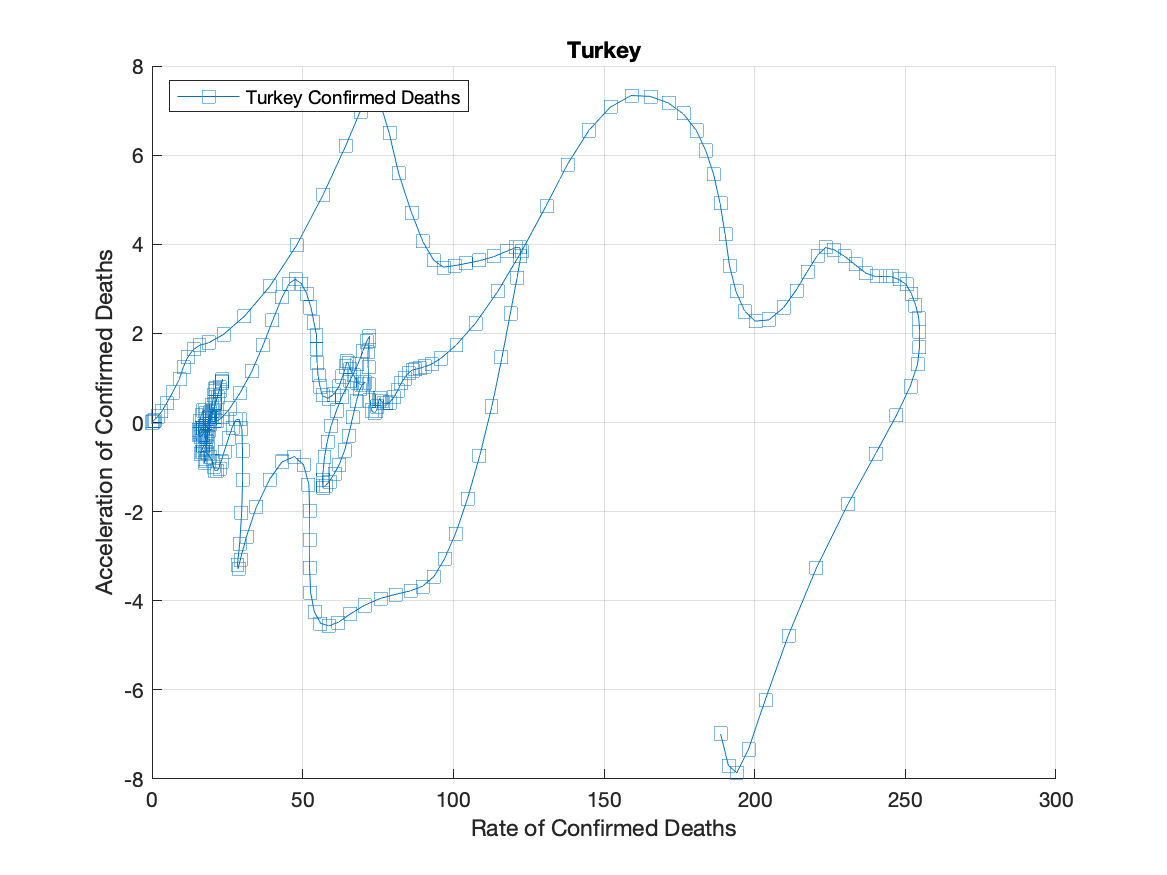 Turkey
Turkey Confirmed Deaths
8
6
4
2
0
-2
-4
-6
-8
Acceleration of Confirmed Deaths
0 50 100 150 200 250 300
Rate of Confirmed Deaths